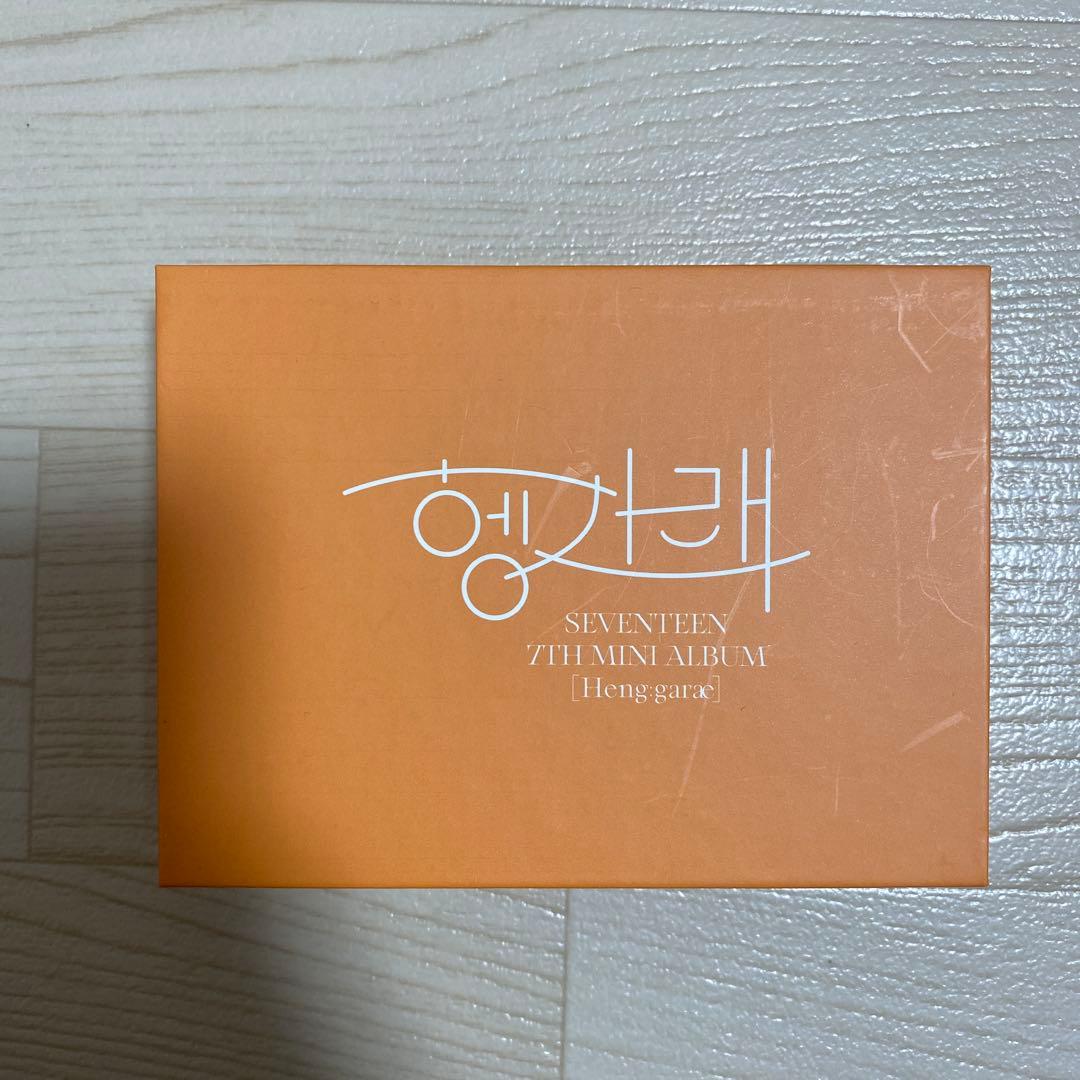 헹가래
SEVENTEEN
7TH MINI ALBUM
[Heng:garæ]